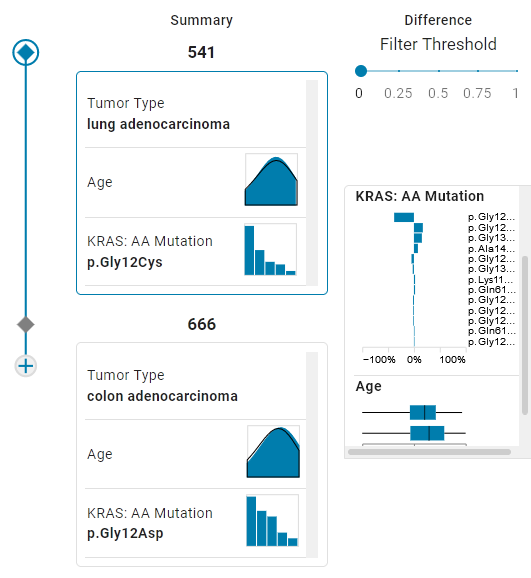 Summary
541
Tumor Type
lung adenocarcinoma
Age
KRAS: AA Mutation
p.Gly12Cys
666
Tumor Type
colon adenocarcinoma
Age
KRAS: AA Mutation
p.Gly12Asp
Difference
Filter Threshold
0 0.25 0.5 0.75 1
KRAS: AA Mutation
p.Gly12...
p.Gly12...
p.Gly13...
p.Ala14...
p.Gly12...
p.Gly13...
p.Lys11...
p.Gln61...
p.Gly12...
p.Gly12...
p.Gly12...
p.Gln61...
p.Gly12...
−100% 0% 100%
Age